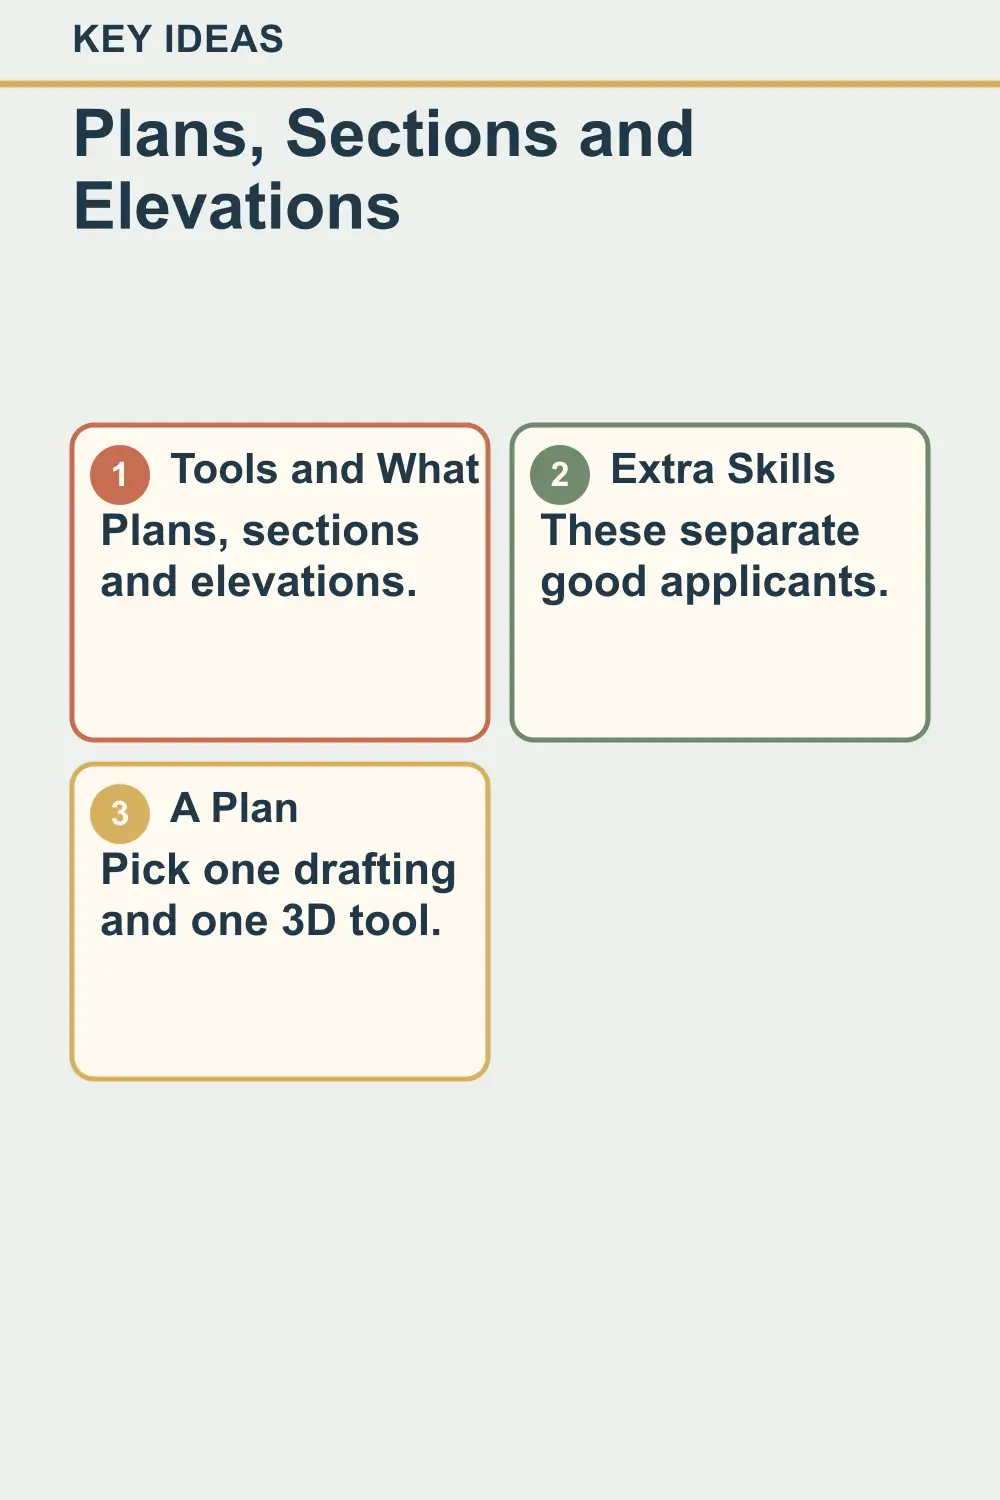 KEY IDEAS
Plans, Sections and
Elevations
1 Tools and What
Plans, sections
and elevations.
2 Extra Skills
These separate
good applicants.
3 A Plan
Pick one drafting
and one 3D tool.